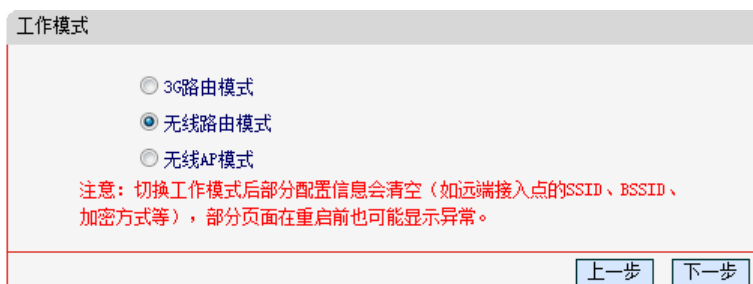 工作模式
3G路由模式
无线路由模式
无线AP模式
注意：切换工作模式后部分配置信息会清空（如远端接入点的SSID、BSSID、
加密方式等），部分页面在重启前也可能显示异常。
上一步 下一步